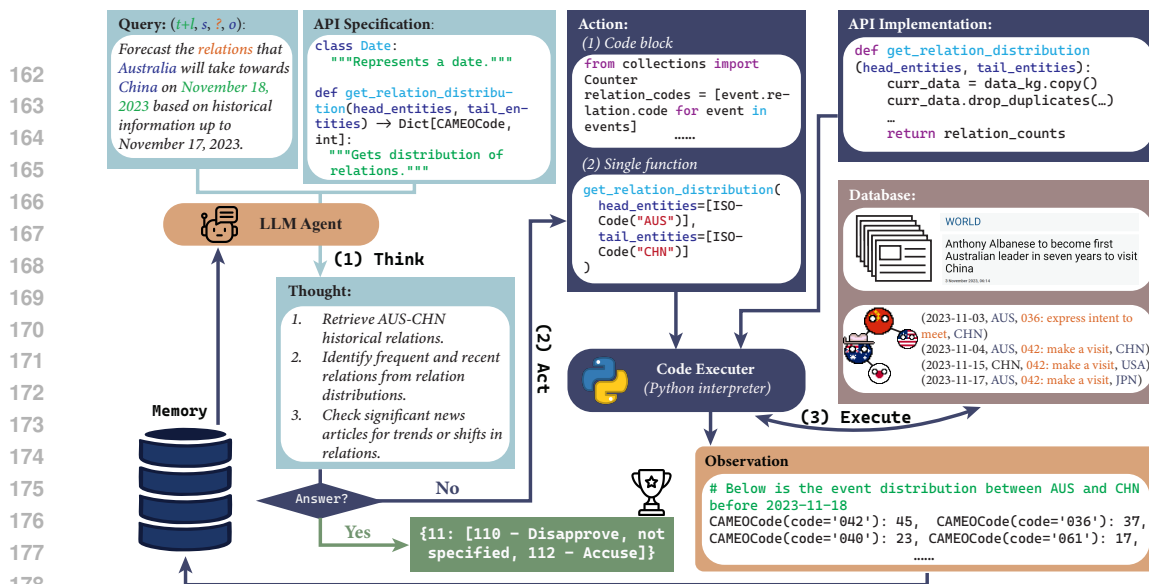 162
163
164
165
166
167
168
169
170
171
172
173
174
175
176
177
178
Query: (t+l, s, ?, o):
Forecast the relations that
Australia will take towards
China on November 18,
2023 based on historical
information up to
November 17, 2023.
API Specification:
class Date:
"""Represents a date."""
def get_relation_distribu-
tion(head_entities, tail_en-
tities) → Dict[CAMEOCode,
int]:
"""Gets distribution of
relations."""
LLM Agent
(1) Think
Thought:
1. Retrieve AUS-CHN
historical relations.
2. Identify frequent and recent
relations from relation
distributions.
3. Check significant news
articles for trends or shifts in
relations.
Memory
Answer?
No
Yes
{11: [110 – Disapprove, not
specified, 112 – Accuse]}
(2) Act
Action:
(1) Code block
from collections import
Counter
relation_codes = [event.re-
lation.code for event in
events]
......
(2) Single function
get_relation_distribution(
head_entities=[ISO-
Code("AUS")],
tail_entities=[ISO-
Code("CHN")]
)
API Implementation:
def get_relation_distribution
(head_entities, tail_entities):
curr_data = data_kg.copy()
curr_data.drop_duplicates(…)
…
return relation_counts
Database:
WORLD
Anthony Albanese to become first
Australian leader in seven years to visit
China
3 November 2023, 06:14
(2023-11-03, AUS, 036: express intent to
meet, CHN)
(2023-11-04, AUS, 042: make a visit, CHN)
(2023-11-15, CHN, 042: make a visit, USA)
(2023-11-17, AUS, 042: make a visit, JPN)
Code Executer
(Python interpreter)
(3) Execute
Observation
# Below is the event distribution between AUS and CHN
before 2023-11-18
CAMEOCode(code='042'): 45, CAMEOCode(code='036'): 37,
CAMEOCode(code='040'): 23, CAMEOCode(code='061'): 17,
......